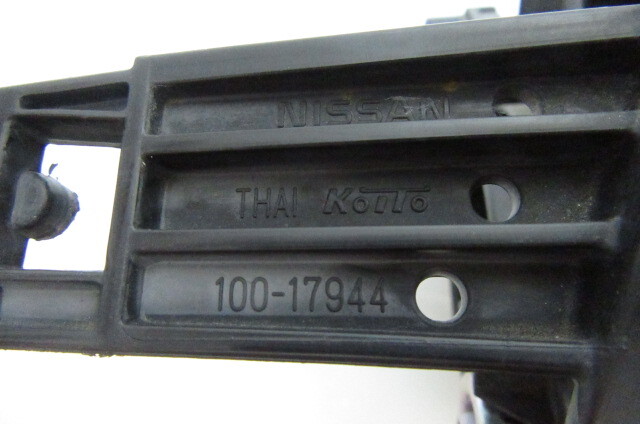 NISSAN
THAI KOITO
100-17944